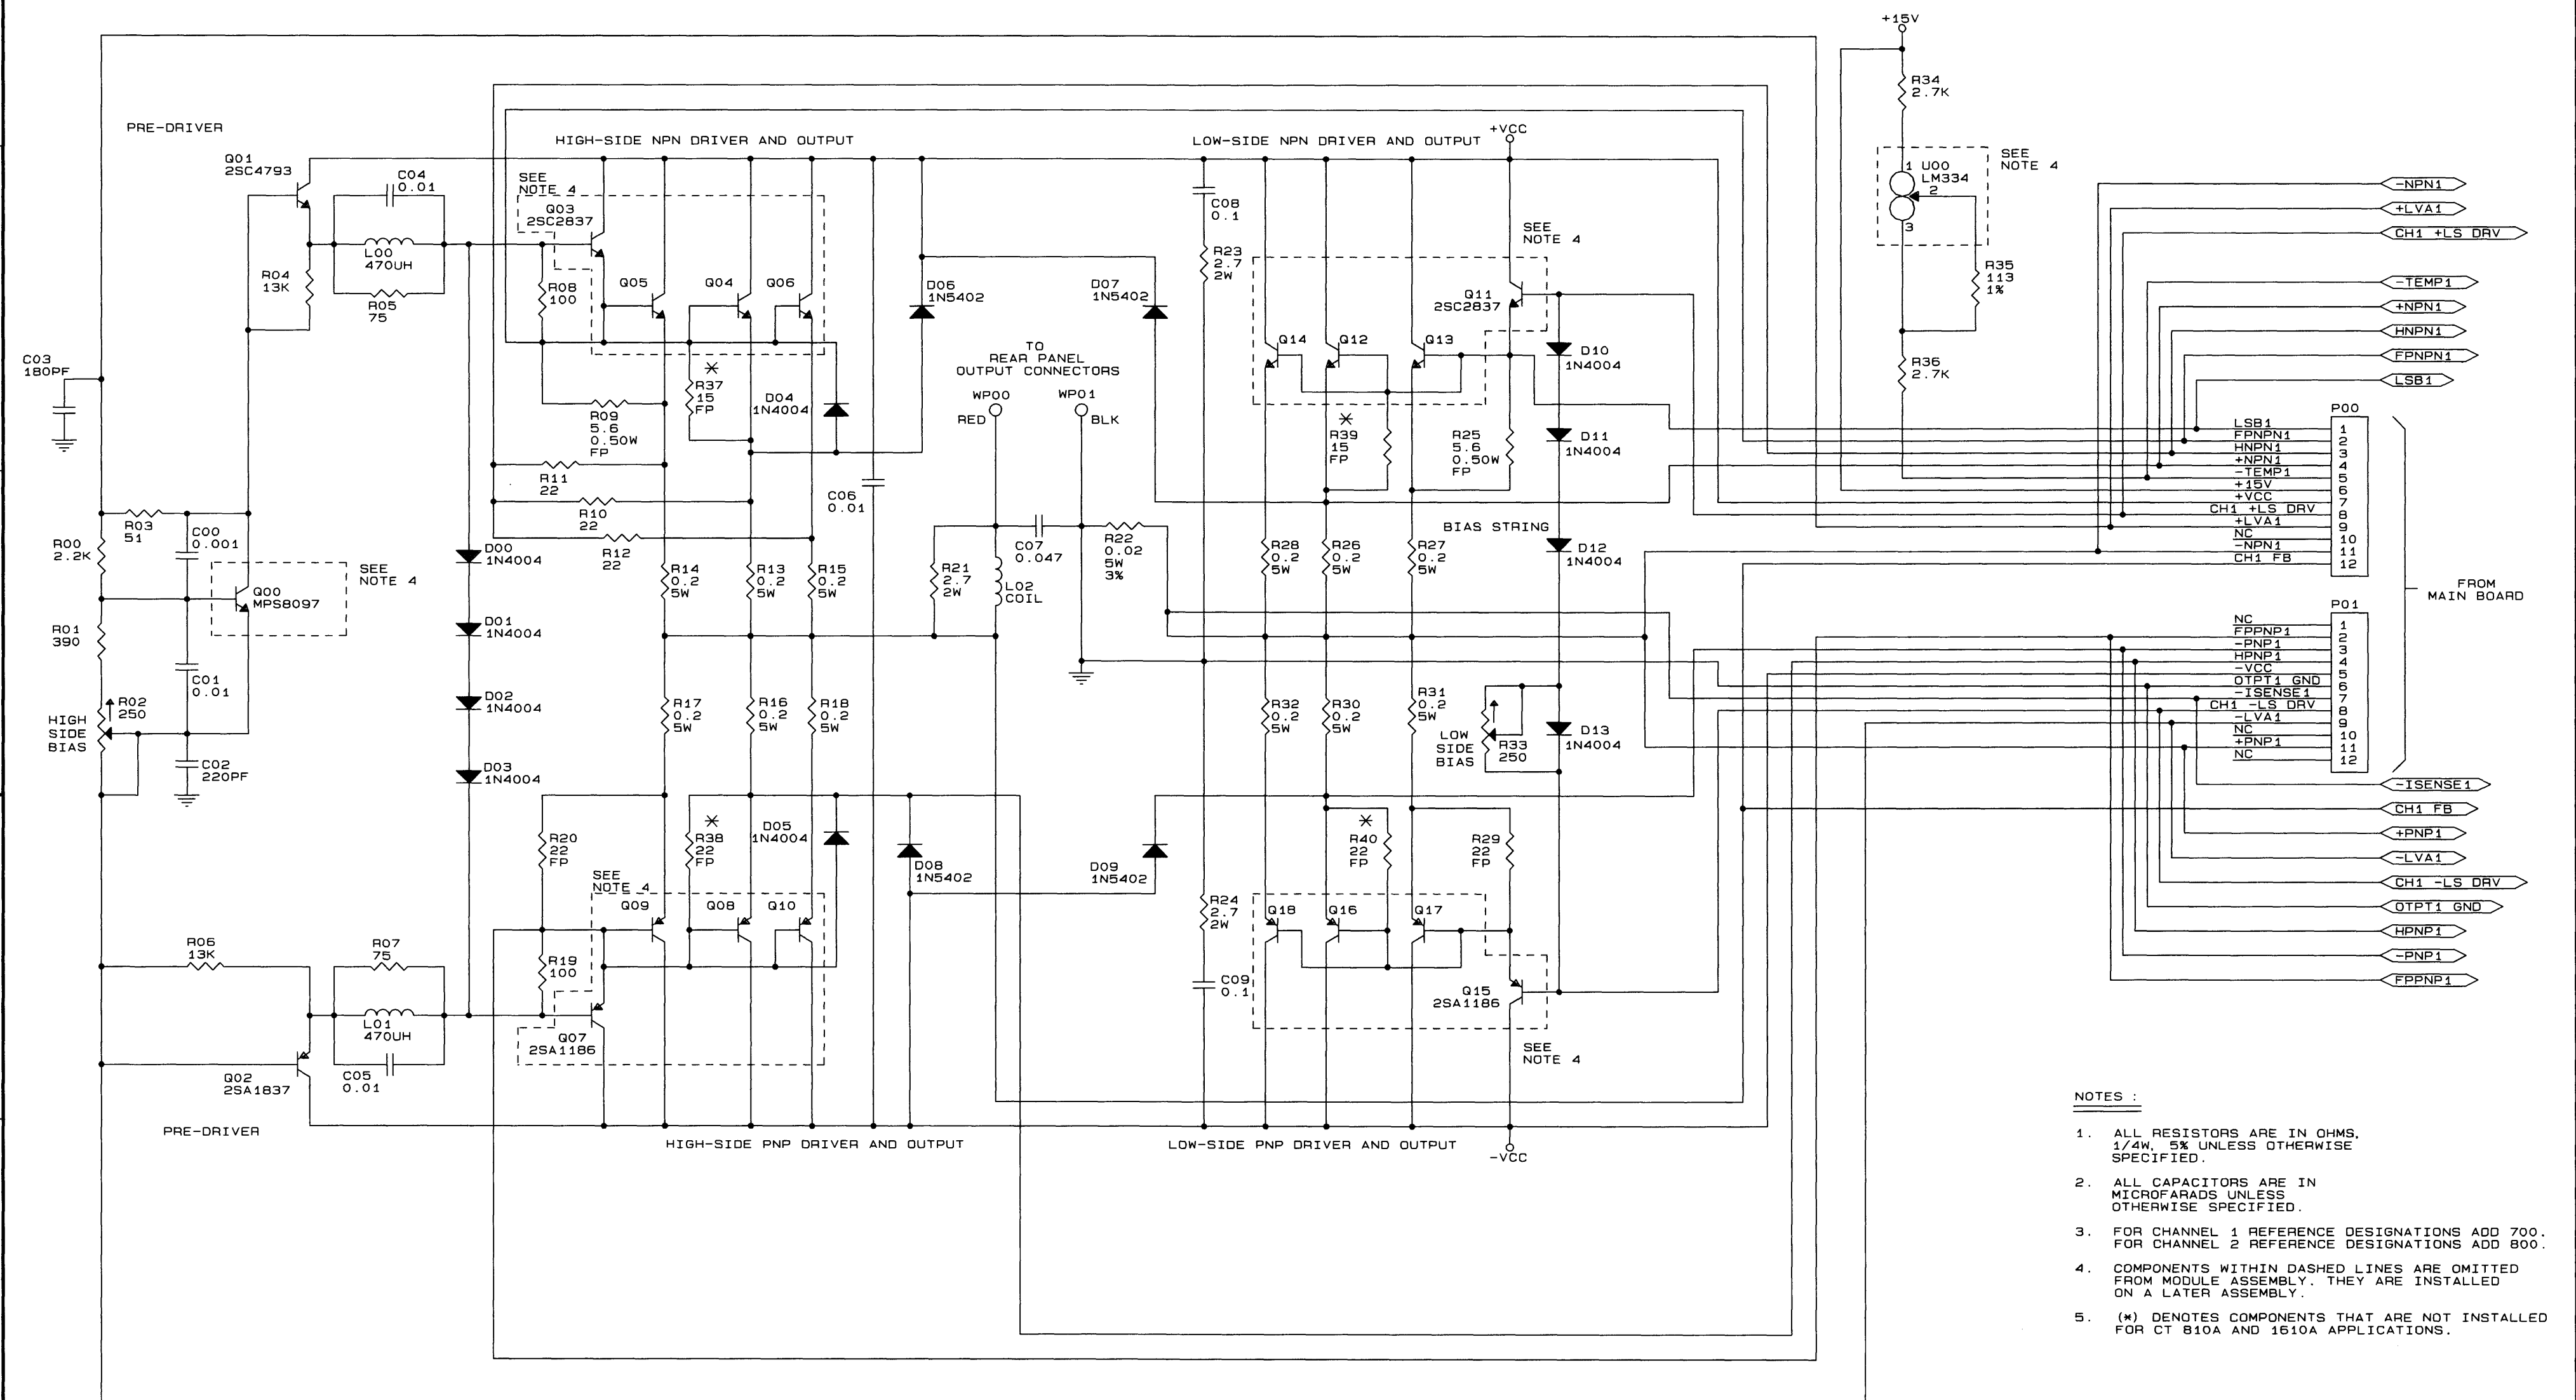 +15V
R34
2.7K
PRE-DRIVER
HIGH-SIDE NPN DRIVER AND OUTPUT
LOW-SIDE NPN DRIVER AND OUTPUT
+VCC
Q01
2SC4793
C04
0.01
L00
470UH
R04
13K
R05
75
SEE
NOTE 4
Q03
2SC2837
R08
100
Q05
Q04
Q06
R37
15
FP
*
D04
1N4004
R09
5.6
0.50W
FP
R11
22
R10
22
R12
22
D06
1N5402
D07
1N5402
C08
0.1
R23
2.7
2W
SEE
NOTE 4
Q11
2SC2837
Q14
Q12
Q13
D10
1N4004
D11
1N4004
*
R39
15
FP
R25
5.6
0.50W
FP
U00
LM334
1
2
3
SEE
NOTE 4
R35
113
1%
R36
2.7K
-NPN1
+LVA1
CH1 +LS DRV
-TEMP1
+NPN1
HNPN1
FPNPN1
LSB1
C03
180PF
TO
REAR PANEL
OUTPUT CONNECTORS
WP00
RED
WP01
BLK
C06
0.01
R03
51
C00
0.001
R00
2.2K
R01
390
SEE
NOTE 4
Q00
MPS8097
C01
0.01
R02
250
HIGH
SIDE
BIAS
C02
220PF
D00
1N4004
D01
1N4004
D02
1N4004
D03
1N4004
R14
0.2
5W
R13
0.2
5W
R15
0.2
5W
R21
2.7
2W
L02
COIL
C07
0.047
R22
0.02
5W
3%
R28
0.2
5W
R26
0.2
5W
R27
0.2
5W
BIAS STRING
D12
1N4004
R17
0.2
5W
R16
0.2
5W
R18
0.2
5W
R32
0.2
5W
R30
0.2
5W
R31
0.2
5W
LOW
SIDE
BIAS
R33
250
D13
1N4004
P00
LSB1 1
FPNPN1 2
HNPN1 3
+NPN1 4
-TEMP1 5
+15V 6
+VCC 7
CH1 +LS DRV 8
+LVA1 9
NC 10
-NPN1 11
CH1 FB 12
FROM
MAIN BOARD
P01
NC 1
FPPNP1 2
-PNP1 3
HPNP1 4
-VCC 5
OTPT1 GND 6
-ISENSE1 7
CH1 -LS DRV 8
-LVA1 9
NC 10
+PNP1 11
NC 12
-ISENSE1
CH1 FB
+PNP1
-LVA1
CH1 -LS DRV
OTPT1 GND
HPNP1
-PNP1
FPPNP1
R20
22
FP
*
R38
22
FP
D05
1N4004
SEE
NOTE 4
Q09
Q08
Q10
D08
1N5402
D09
1N5402
R24
2.7
2W
C09
0.1
*
R40
22
FP
R29
22
FP
Q18
Q16
Q17
Q15
2SA1186
SEE
NOTE 4
R06
13K
R07
75
L01
470UH
C05
0.01
Q02
2SA1837
R19
100
Q07
2SA1186
PRE-DRIVER
HIGH-SIDE PNP DRIVER AND OUTPUT
LOW-SIDE PNP DRIVER AND OUTPUT
-VCC
NOTES :
1. ALL RESISTORS ARE IN OHMS,
1/4W, 5% UNLESS OTHERWISE
SPECIFIED.
2. ALL CAPACITORS ARE IN
MICROFARADS UNLESS
OTHERWISE SPECIFIED.
3. FOR CHANNEL 1 REFERENCE DESIGNATIONS ADD 700.
FOR CHANNEL 2 REFERENCE DESIGNATIONS ADD 800.
4. COMPONENTS WITHIN DASHED LINES ARE OMITTED
FROM MODULE ASSEMBLY. THEY ARE INSTALLED
ON A LATER ASSEMBLY.
5. (*) DENOTES COMPONENTS THAT ARE NOT INSTALLED
FOR CT 810A AND 1610A APPLICATIONS.